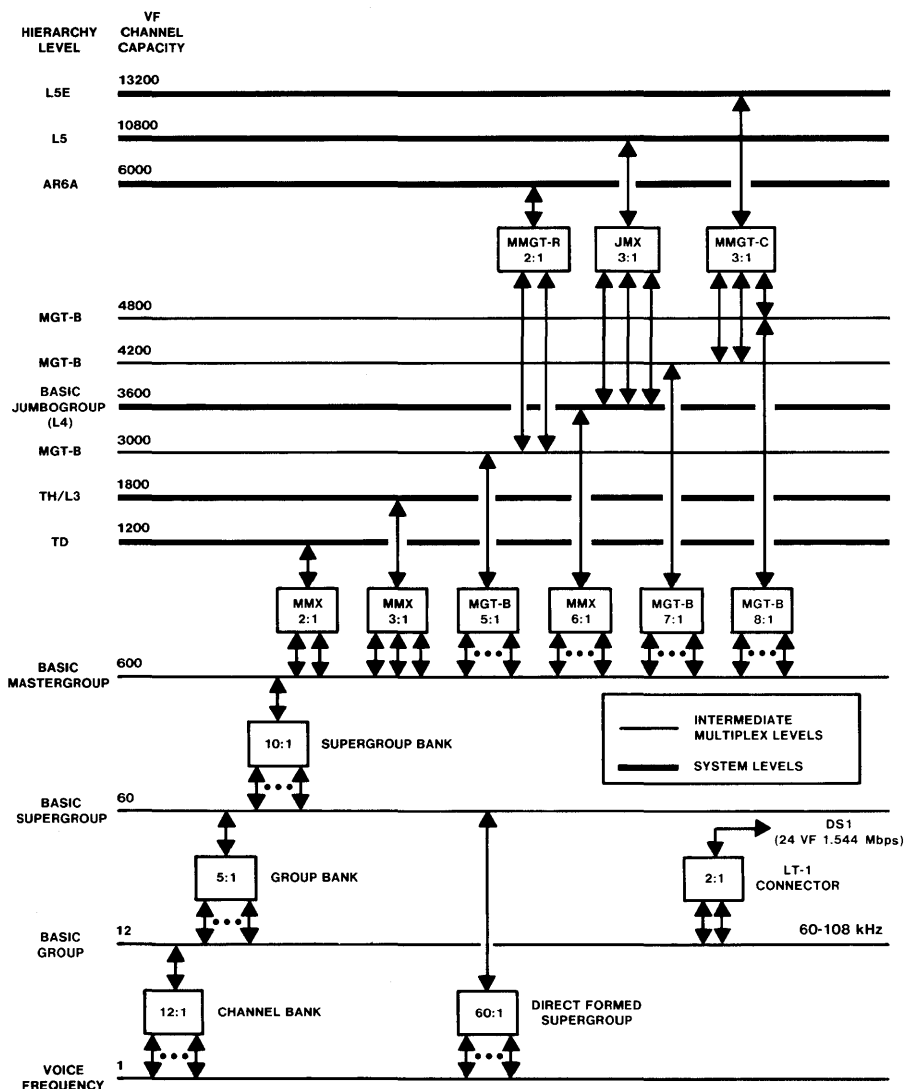 HIERARCHY
LEVEL
VF
CHANNEL
CAPACITY
L5E
13200
L5
10800
AR6A
6000
MMGT-R
2:1
JMX
3:1
MMGT-C
3:1
MGT-B
4800
MGT-B
4200
BASIC
JUMBOGROUP
(L4)
3600
MGT-B
3000
TH/L3
1800
TD
1200
MMX
2:1
MMX
3:1
MGT-B
5:1
MMX
6:1
MGT-B
7:1
MGT-B
8:1
BASIC
MASTERGROUP
600
10:1
SUPERGROUP BANK
INTERMEDIATE
MULTIPLEX LEVELS
SYSTEM LEVELS
BASIC
SUPERGROUP
60
DS1
(24 VF 1.544 Mbps)
5:1
GROUP BANK
2:1
LT-1
CONNECTOR
BASIC
GROUP
12
60-108 kHz
12:1
CHANNEL BANK
60:1
DIRECT FORMED
SUPERGROUP
VOICE
FREQUENCY
1